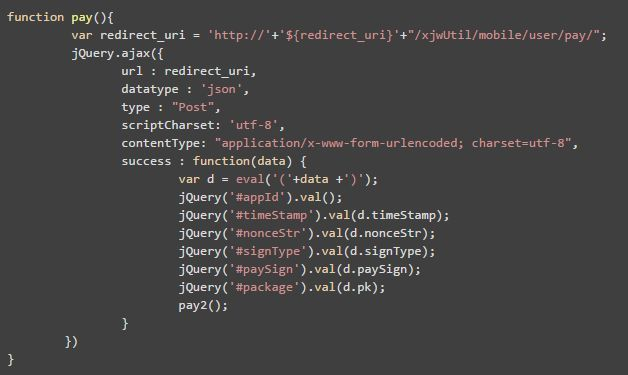 function pay(){
var redirect_uri = 'http://'+'${redirect_uri}'+"/xjwUtil/mobile/user/pay/";
jQuery.ajax({
url : redirect_uri,
datatype : 'json',
type : "Post",
scriptCharset: 'utf-8',
contentType: "application/x-www-form-urlencoded; charset=utf-8",
success : function(data) {
var d = eval('('+data +')');
jQuery('#appId').val();
jQuery('#timeStamp').val(d.timeStamp);
jQuery('#nonceStr').val(d.nonceStr);
jQuery('#signType').val(d.signType);
jQuery('#paySign').val(d.paySign);
jQuery('#package').val(d.pk);
pay2();
}
})
}